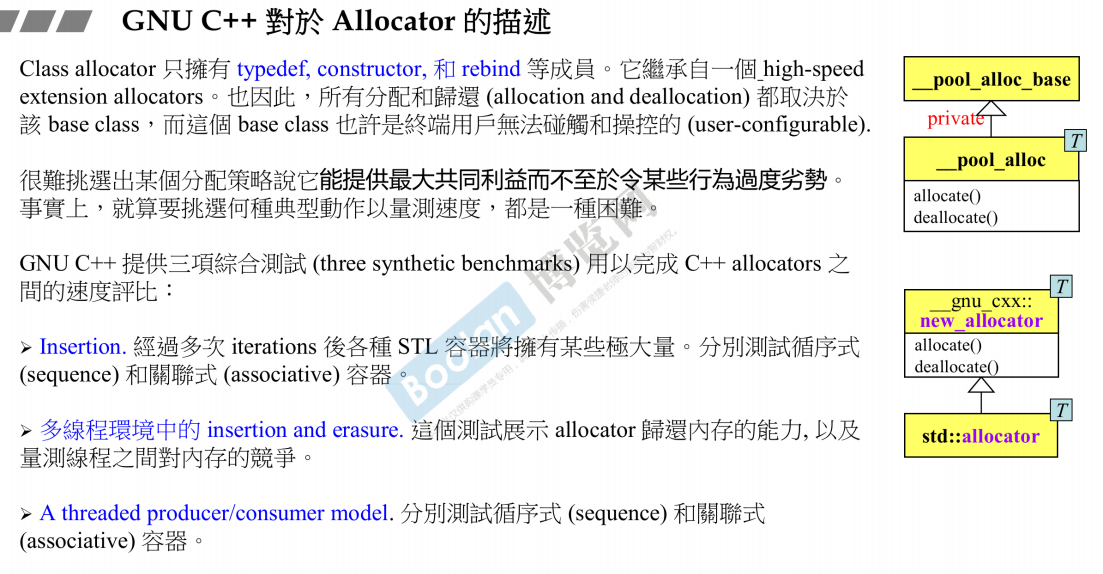 GNU C++ 對於 Allocator 的描述
Class allocator 只擁有 typedef, constructor, 和 rebind 等成員。它繼承自一個 high-speed
extension allocators。也因此，所有分配和歸還 (allocation and deallocation) 都取決於
該 base class，而這個 base class 也許是終端用戶無法碰觸和操控的 (user-configurable).
很難挑選出某個分配策略說它能提供最大共同利益而不至於令某些行為過度劣勢。
事實上，就算要挑選何種典型動作以量測速度，都是一種困難。
GNU C++ 提供三項綜合測試 (three synthetic benchmarks) 用以完成 C++ allocators 之
間的速度評比：
➢ Insertion. 經過多次 iterations 後各種 STL 容器將擁有某些極大量。分別測試循序式
(sequence) 和關聯式 (associative) 容器。
➢ 多線程環境中的 insertion and erasure. 這個測試展示 allocator 歸還內存的能力, 以及
量測線程之間對內存的競爭。
➢ A threaded producer/consumer model. 分別測試循序式 (sequence) 和關聯式
(associative) 容器。
__pool_alloc_base
private
T
__pool_alloc
allocate()
deallocate()
T
__gnu_cxx::
new_allocator
allocate()
deallocate()
T
std::allocator
Boolan 博览网